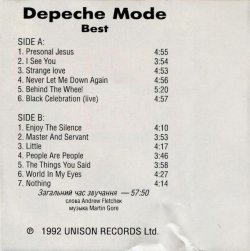 Depeche Mode
Best
SIDE A:
1. Presonal Jesus 4:55
2. I See You 3:54
3. Strange love 4:53
4. Never Let Me Down Again 4:56
5. Behind The Wheel 5:20
6. Black Celebration (live) 4:57
SIDE B:
1. Enjoy The Silence 4:10
2. Master And Servant 3:53
3. Little 4:17
4. People Are People 3:46
5. The Things You Said 3:58
6. World In My Eyes 4:27
7. Nothing 4:14
Загальний час звучання — 57:50
слова Andrew Fletchek
музыка Martin Gore
℗ 1992 UNISON RECORDS Ltd.